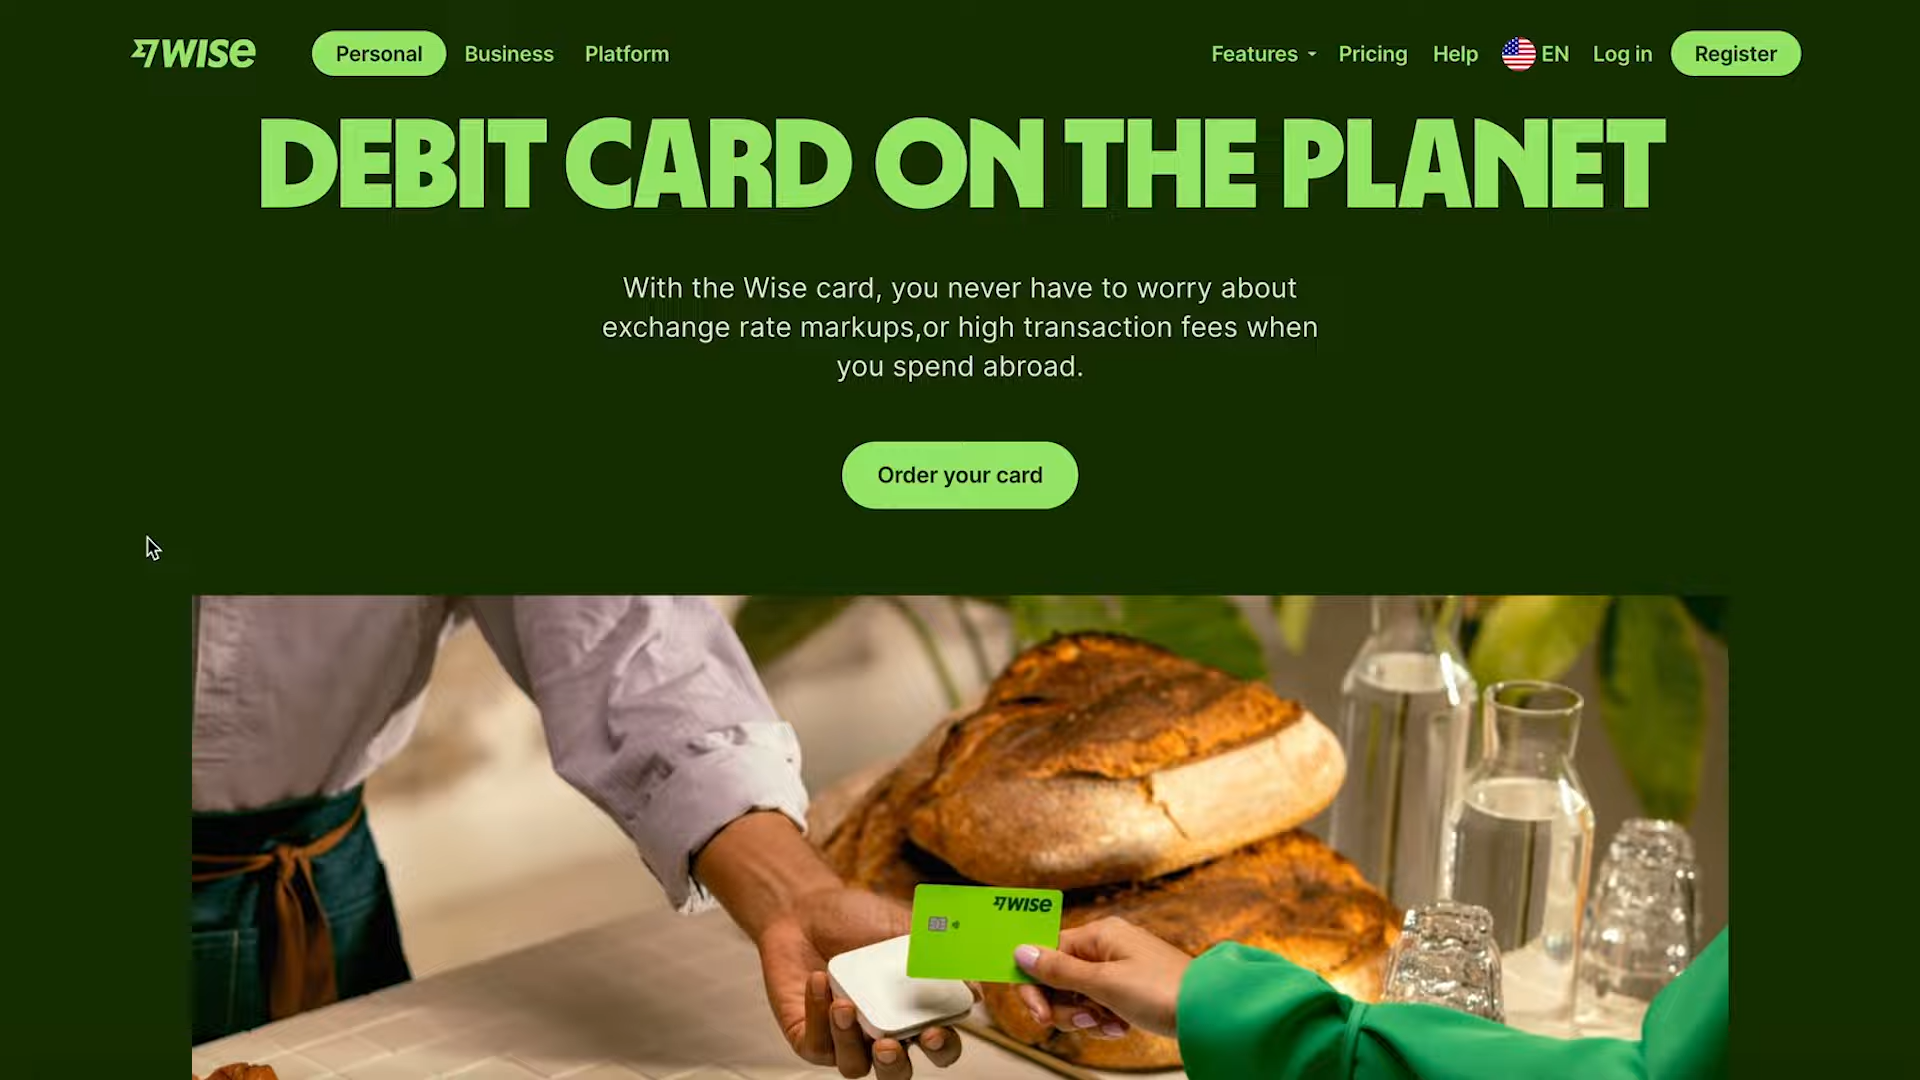 WISE
Personal
Business
Platform
Features
Pricing
Help
EN
Log in
Register
DEBIT CARD ON THE PLANET
With the Wise card, you never have to worry about
exchange rate markups,or high transaction fees when
you spend abroad.
Order your card
WISE